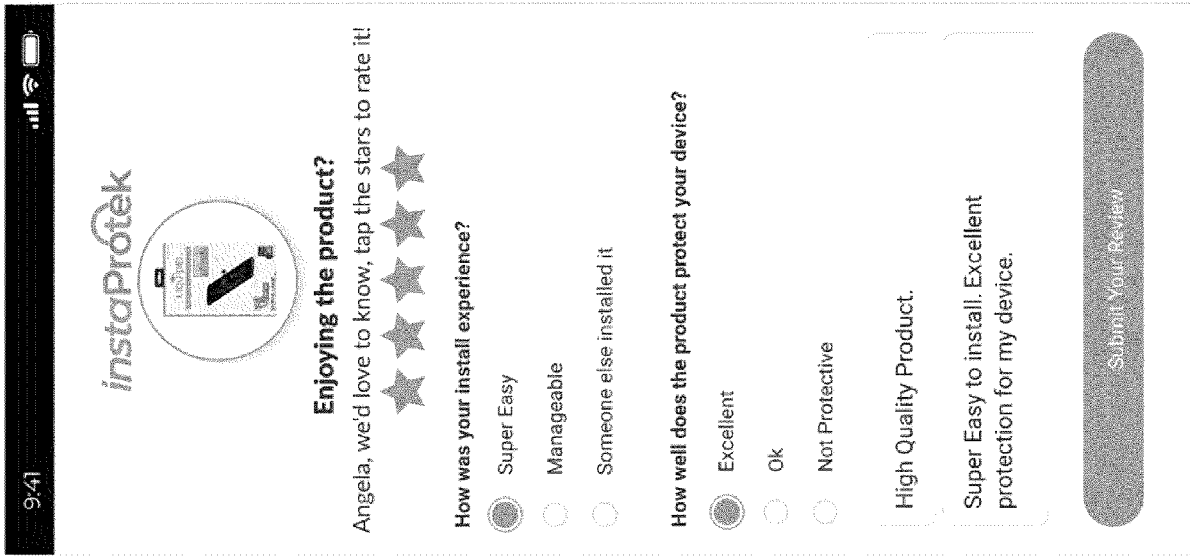 9:41
instaProtek
Enjoying the product?
Angela, we'd love to know, tap the stars to rate it!
How was your install experience?
Super Easy
Manageable
Someone else installed it
How well does the product protect your device?
Excellent
Ok
Not Protective
High Quality Product.
Super Easy to install. Excellent
protection for my device.
Submit Your Review